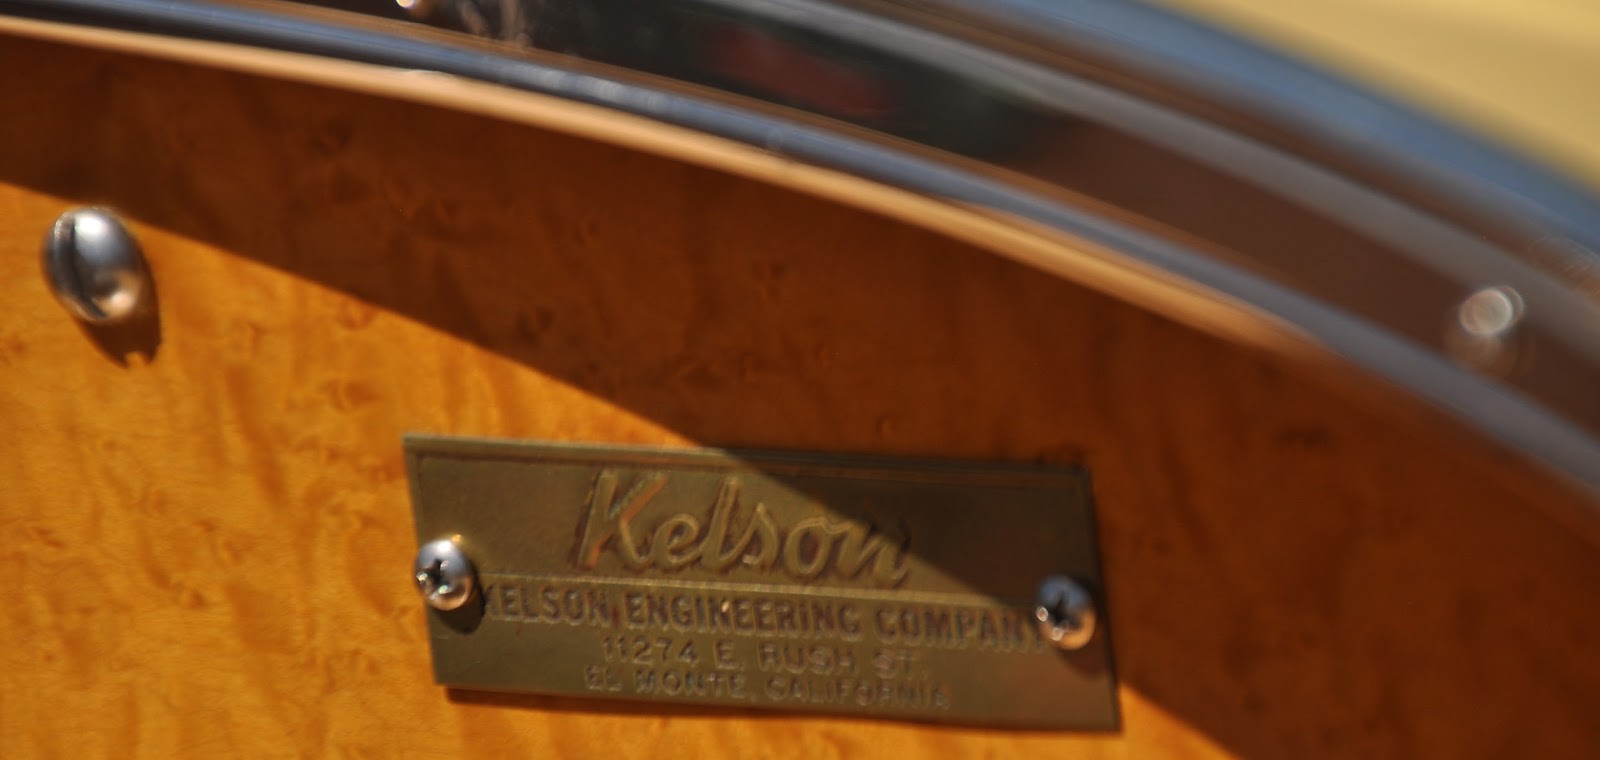 Kelson
KELSON ENGINEERING COMPANY
11274 E. RUSH ST.
EL MONTE, CALIFORNIA